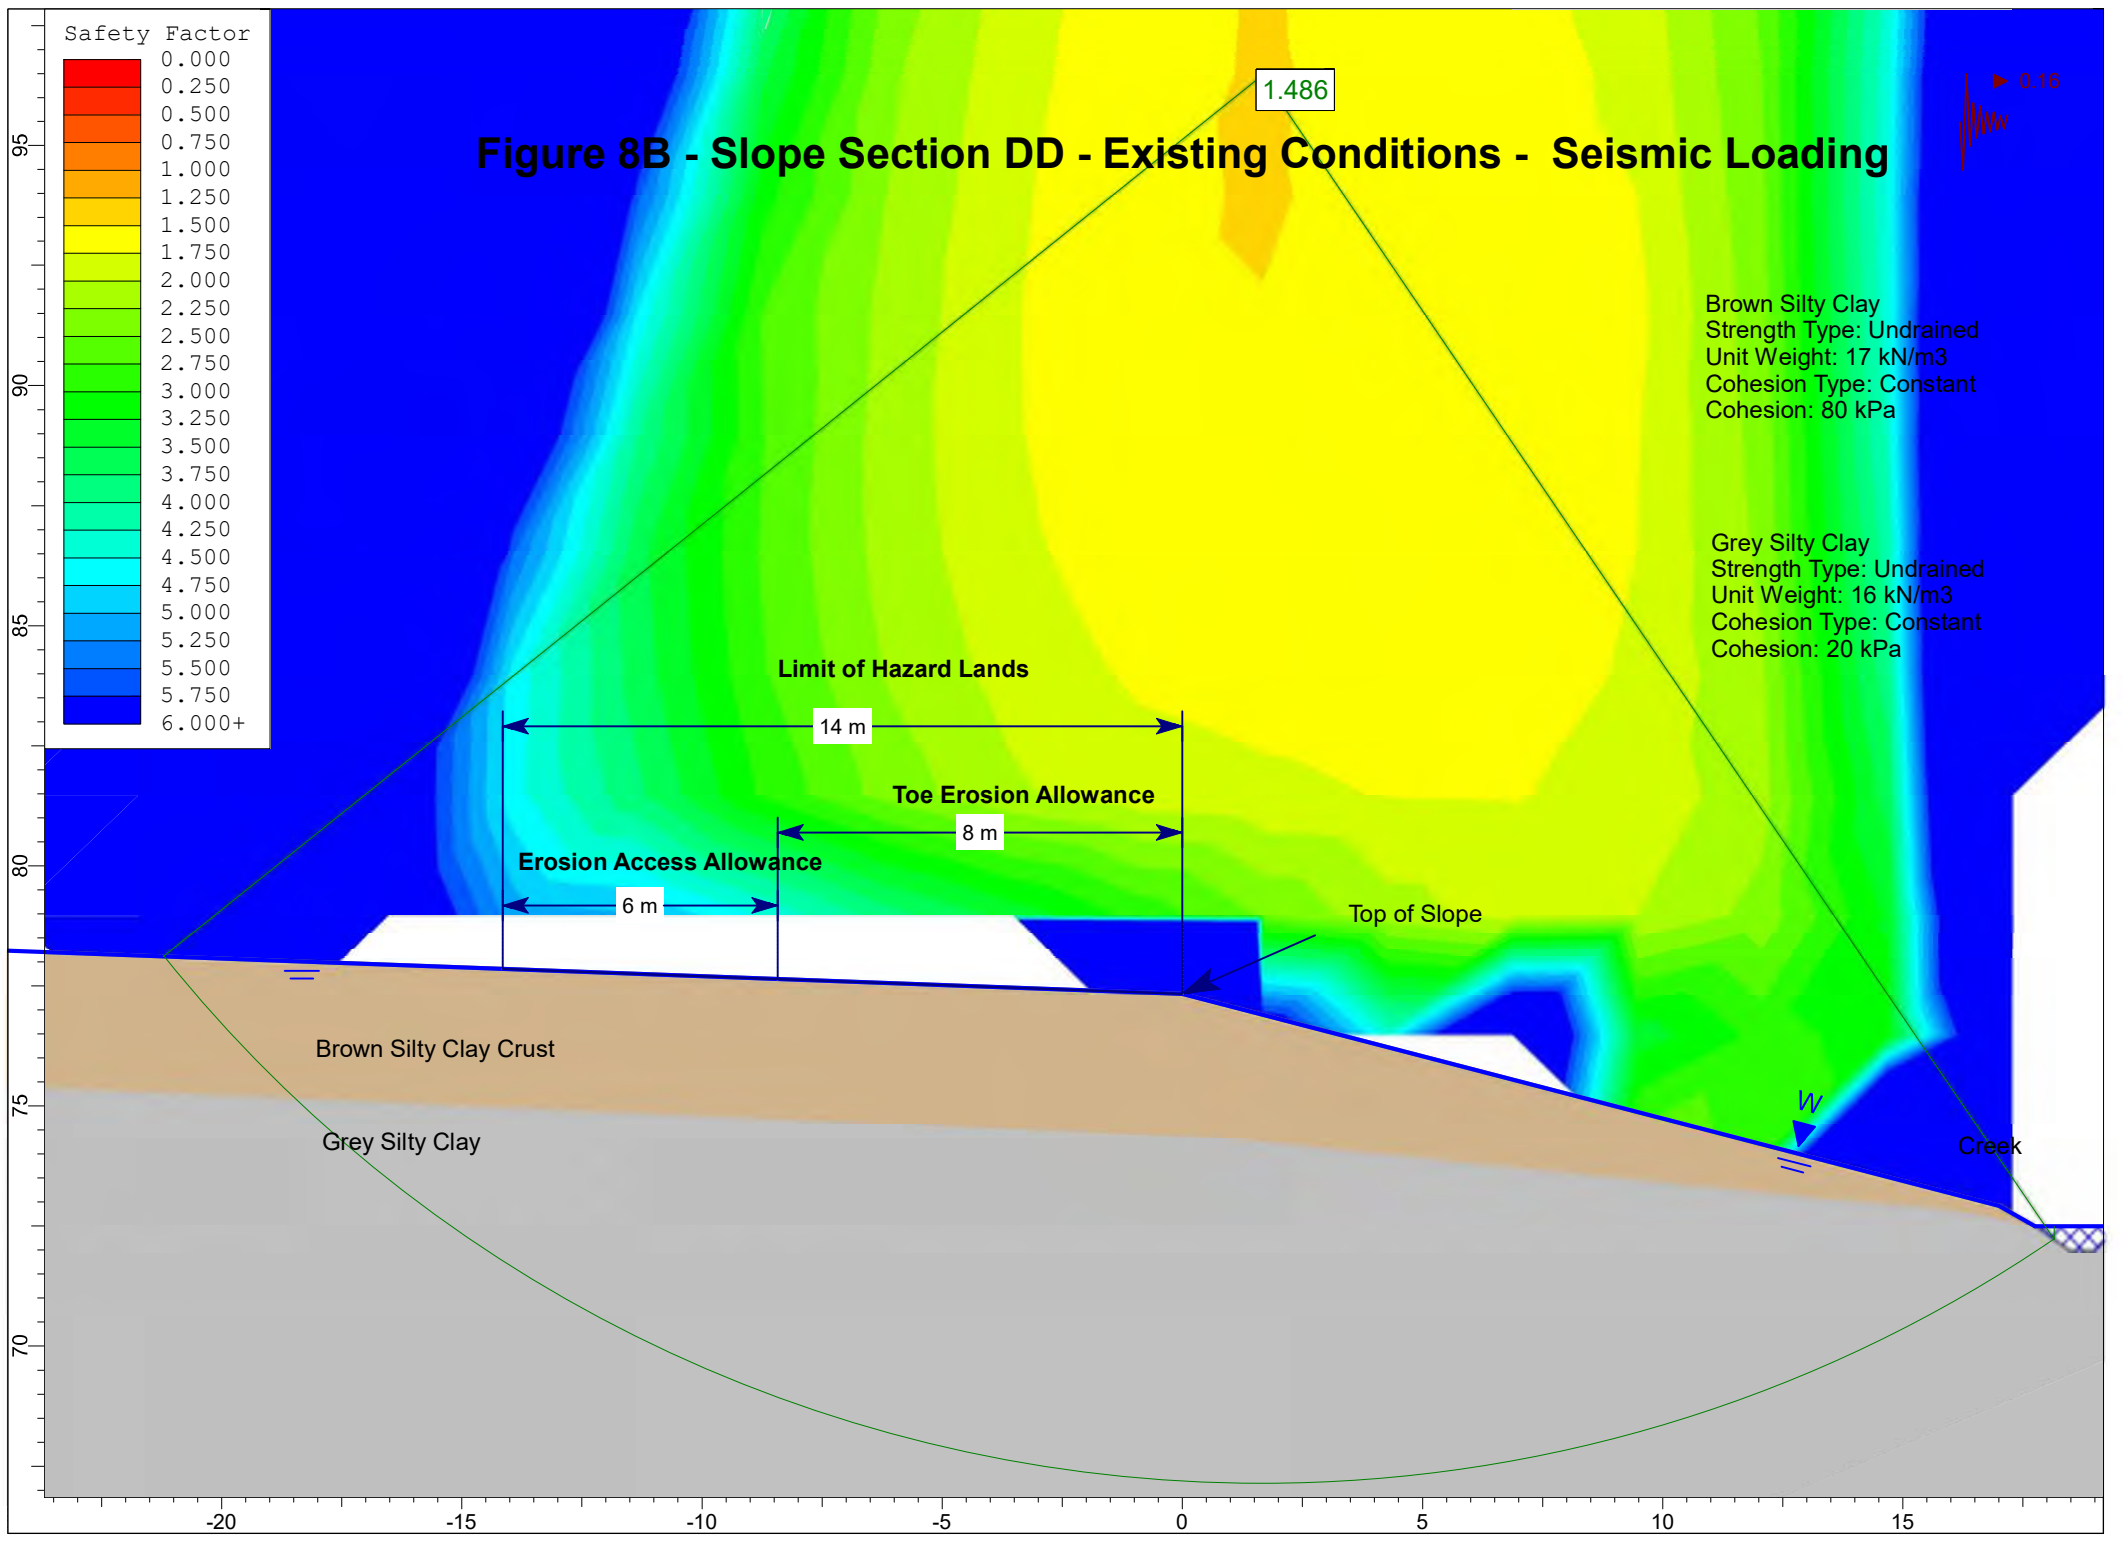 Safety Factor
0.000
0.250
0.500
0.750
1.000
1.250
1.500
1.750
2.000
2.250
2.500
2.750
3.000
3.250
3.500
3.750
4.000
4.250
4.500
4.750
5.000
5.250
5.500
5.750
6.000+
1.486
0.16
Figure 8B - Slope Section DD - Existing Conditions - Seismic Loading
Brown Silty Clay
Strength Type: Undrained
Unit Weight: 17 kN/m3
Cohesion Type: Constant
Cohesion: 80 kPa
Grey Silty Clay
Strength Type: Undrained
Unit Weight: 16 kN/m3
Cohesion Type: Constant
Cohesion: 20 kPa
Limit of Hazard Lands
14 m
Toe Erosion Allowance
8 m
Erosion Access Allowance
6 m
Top of Slope
Brown Silty Clay Crust
Grey Silty Clay
W
Creek
95
90
85
80
75
70
-20
-15
-10
-5
0
5
10
15